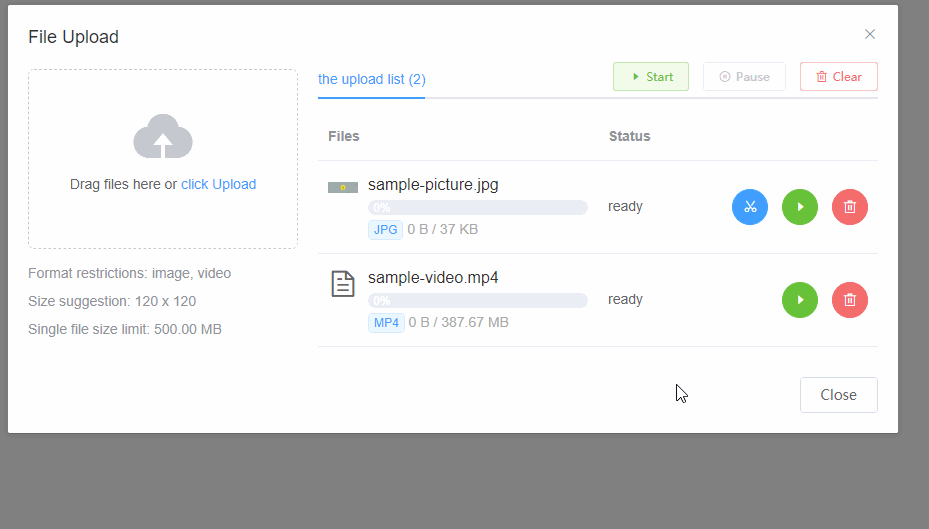 File Upload
the upload list (2)
Start
Pause
Clear
Drag files here or click Upload
Format restrictions: image, video
Size suggestion: 120 x 120
Single file size limit: 500.00 MB
Files Status
sample-picture.jpg
0%
JPG 0 B / 37 KB
ready
sample-video.mp4
0%
MP4 0 B / 387.67 MB
ready
Close